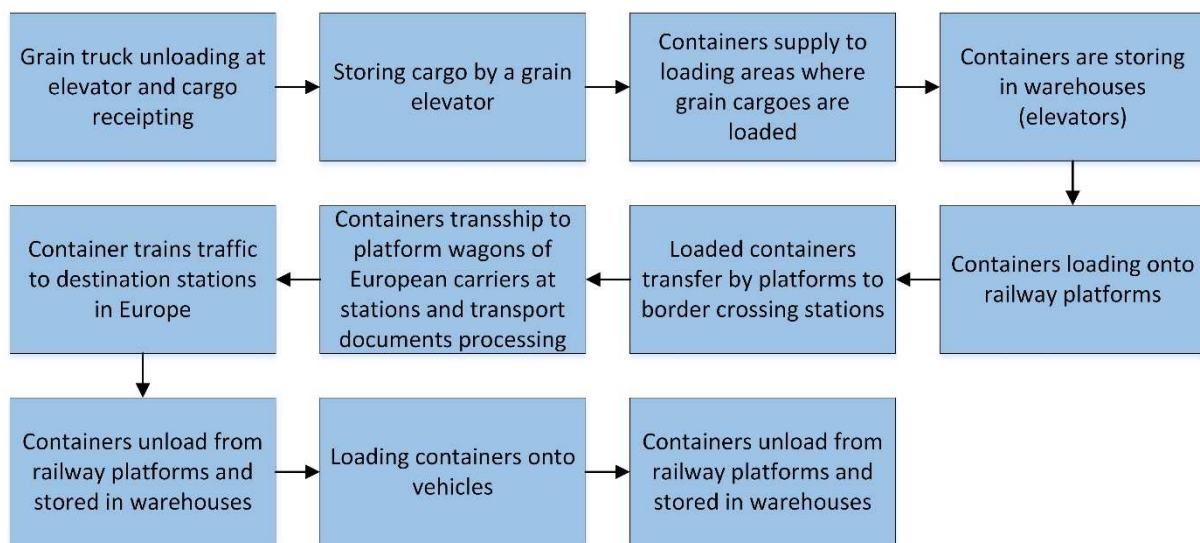 Grain truck unloading at
elevator and cargo
receipting
Storing cargo by a grain
elevator
Containers supply to
loading areas where
grain cargoes are
loaded
Containers are storing
in warehouses
(elevators)
Containers loading onto
railway platforms
Loaded containers
transfer by platforms to
border crossing stations
Containers transship to
platform wagons of
European carriers at
stations and transport
documents processing
Container trains traffic
to destination stations
in Europe
Containers unload from
railway platforms and
stored in warehouses
Loading containers onto
vehicles
Containers unload from
railway platforms and
stored in warehouses